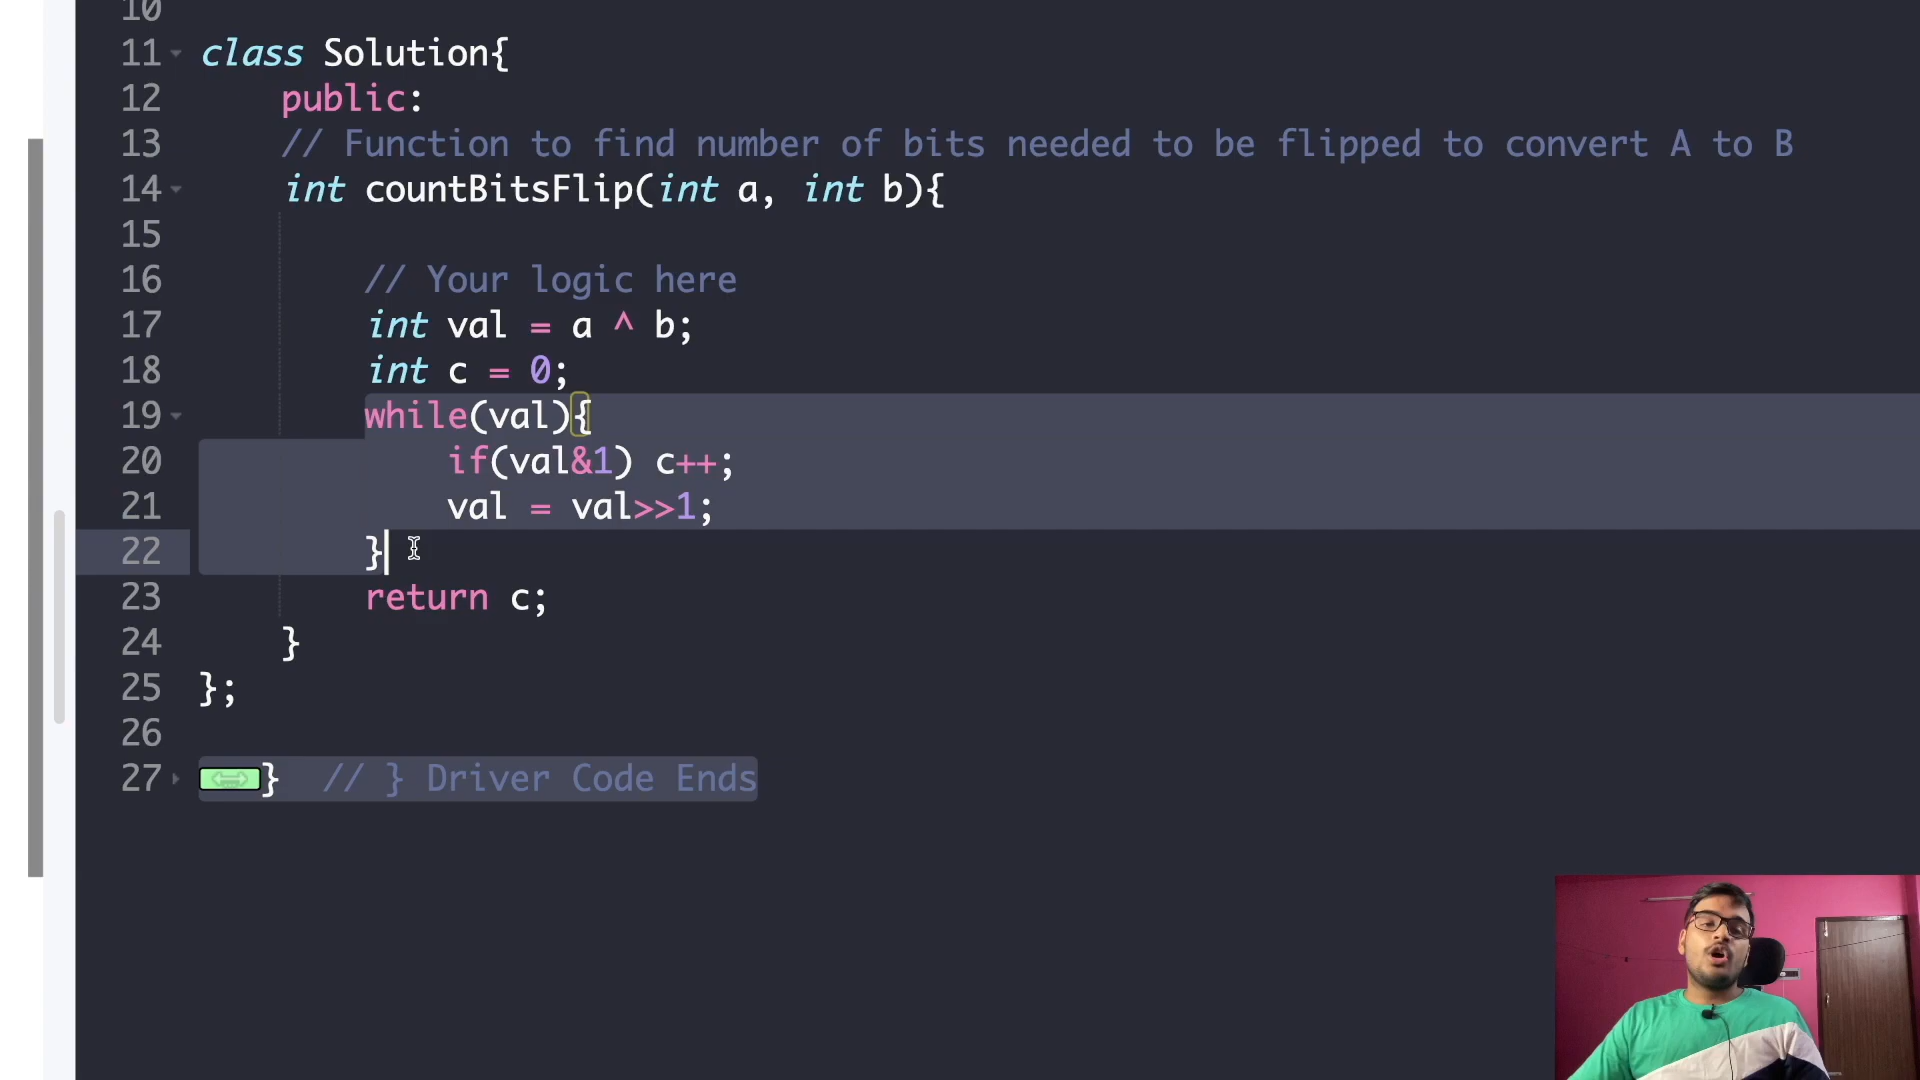 10
11 class Solution{
12 public:
13 // Function to find number of bits needed to be flipped to convert A to B
14 int countBitsFlip(int a, int b){
15
16 // Your logic here
17 int val = a ^ b;
18 int c = 0;
19 while(val){
20 if(val&1) c++;
21 val = val>>1;
22 }
23 return c;
24 }
25 };
26
27 } // } Driver Code Ends